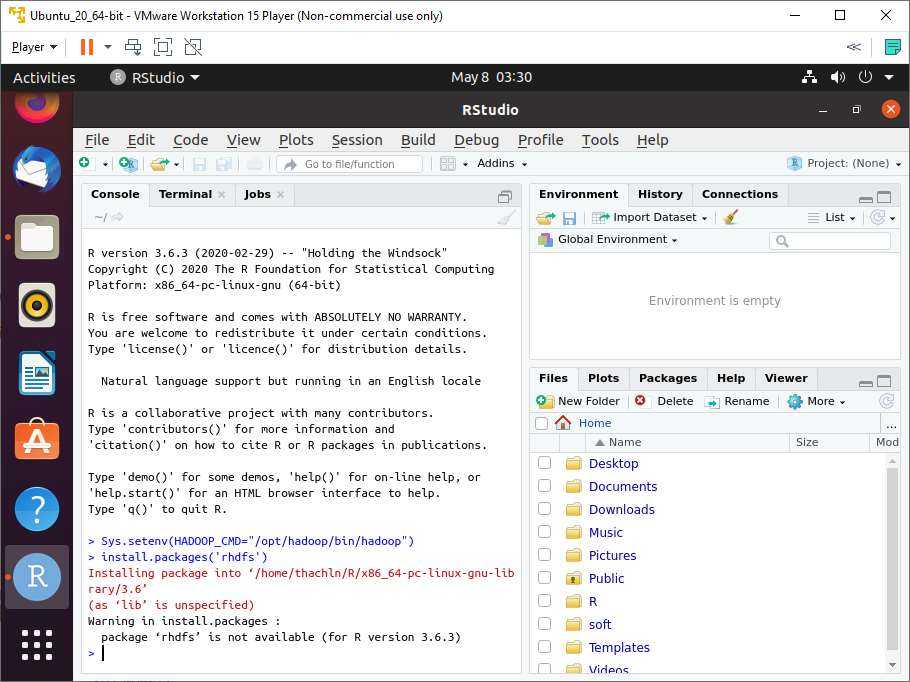 Ubuntu_20_64-bit - VMware Workstation 15 Player (Non-commercial use only)
Player
Activities
RStudio
May 8 03:30
RStudio
File Edit Code View Plots Session Build Debug Profile Tools Help
Go to file/function
Addins
Project: (None)
Console
Terminal
Jobs
~/
R version 3.6.3 (2020-02-29) -- "Holding the Windsock"
Copyright (C) 2020 The R Foundation for Statistical Computing
Platform: x86_64-pc-linux-gnu (64-bit)
R is free software and comes with ABSOLUTELY NO WARRANTY.
You are welcome to redistribute it under certain conditions.
Type 'license()' or 'licence()' for distribution details.
Natural language support but running in an English locale
R is a collaborative project with many contributors.
Type 'contributors()' for more information and
'citation()' on how to cite R or R packages in publications.
Type 'demo()' for some demos, 'help()' for on-line help, or
'help.start()' for an HTML browser interface to help.
Type 'q()' to quit R.
> Sys.setenv(HADOOP_CMD="/opt/hadoop/bin/hadoop")
> install.packages('rhdfs')
Installing package into ‘/home/thachln/R/x86_64-pc-linux-gnu-lib
rary/3.6’
(as ‘lib’ is unspecified)
Warning in install.packages :
package ‘rhdfs’ is not available (for R version 3.6.3)
>
Environment
History
Connections
Import Dataset
List
Global Environment
Environment is empty
Files
Plots
Packages
Help
Viewer
New Folder
Delete
Rename
More
Home
...
Name
Size
Mod
Desktop
Documents
Downloads
Music
Pictures
Public
R
soft
Templates
Videos